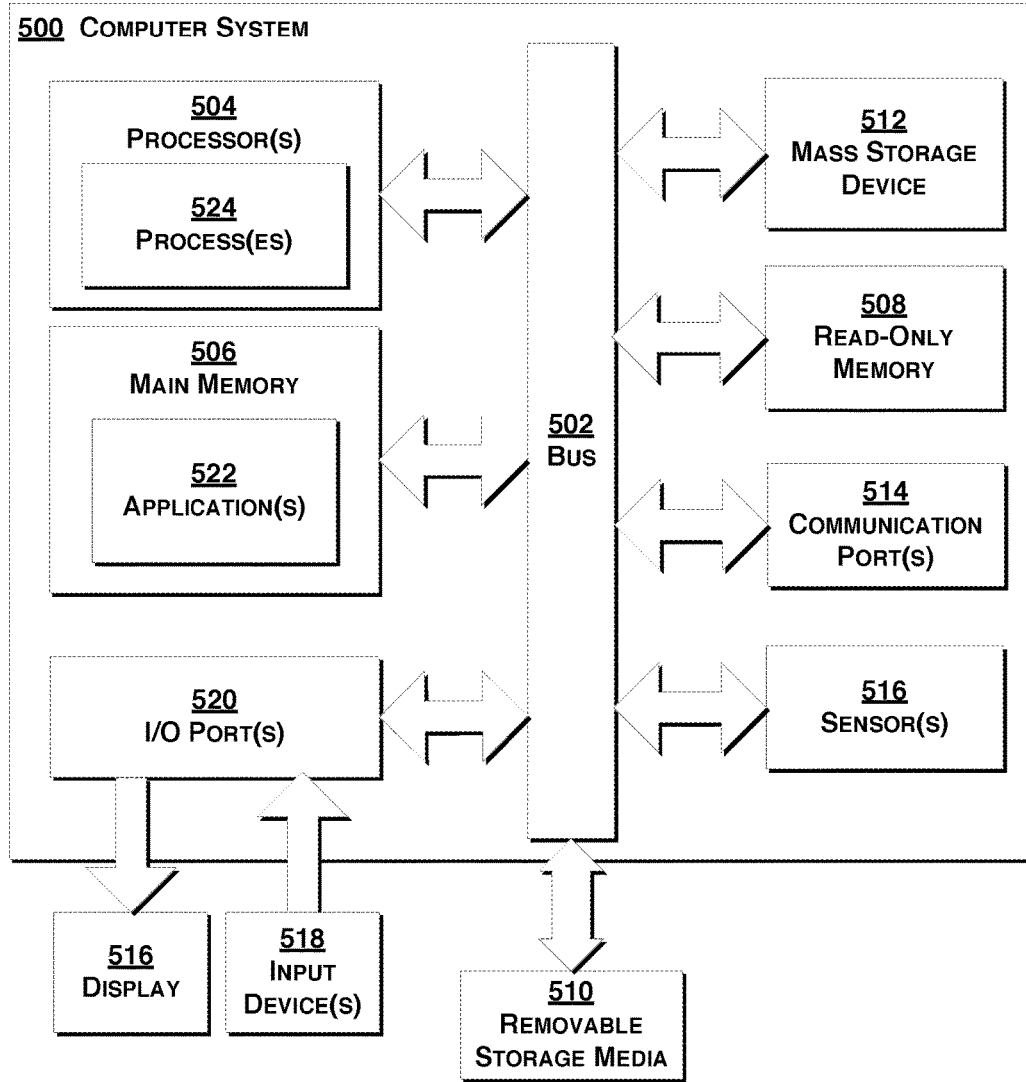 500 COMPUTER SYSTEM
504
PROCESSOR(S)
524
PROCESS(ES)
506
MAIN MEMORY
522
APPLICATION(S)
520
I/O PORT(S)
502
BUS
512
MASS STORAGE
DEVICE
508
READ-ONLY
MEMORY
514
COMMUNICATION
PORT(S)
516
SENSOR(S)
516
DISPLAY
518
INPUT
DEVICE(S)
510
REMOVABLE
STORAGE MEDIA